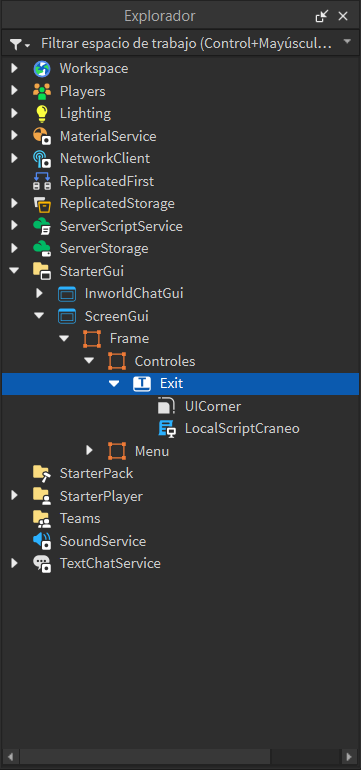 Explorador
Filtrar espacio de trabajo (Control+Mayúscul...
Workspace
Players
Lighting
MaterialService
NetworkClient
ReplicatedFirst
ReplicatedStorage
ServerScriptService
ServerStorage
StarterGui
InworldChatGui
ScreenGui
Frame
Controles
T Exit
UICorner
LocalScriptCraneo
Menu
StarterPack
StarterPlayer
Teams
SoundService
TextChatService